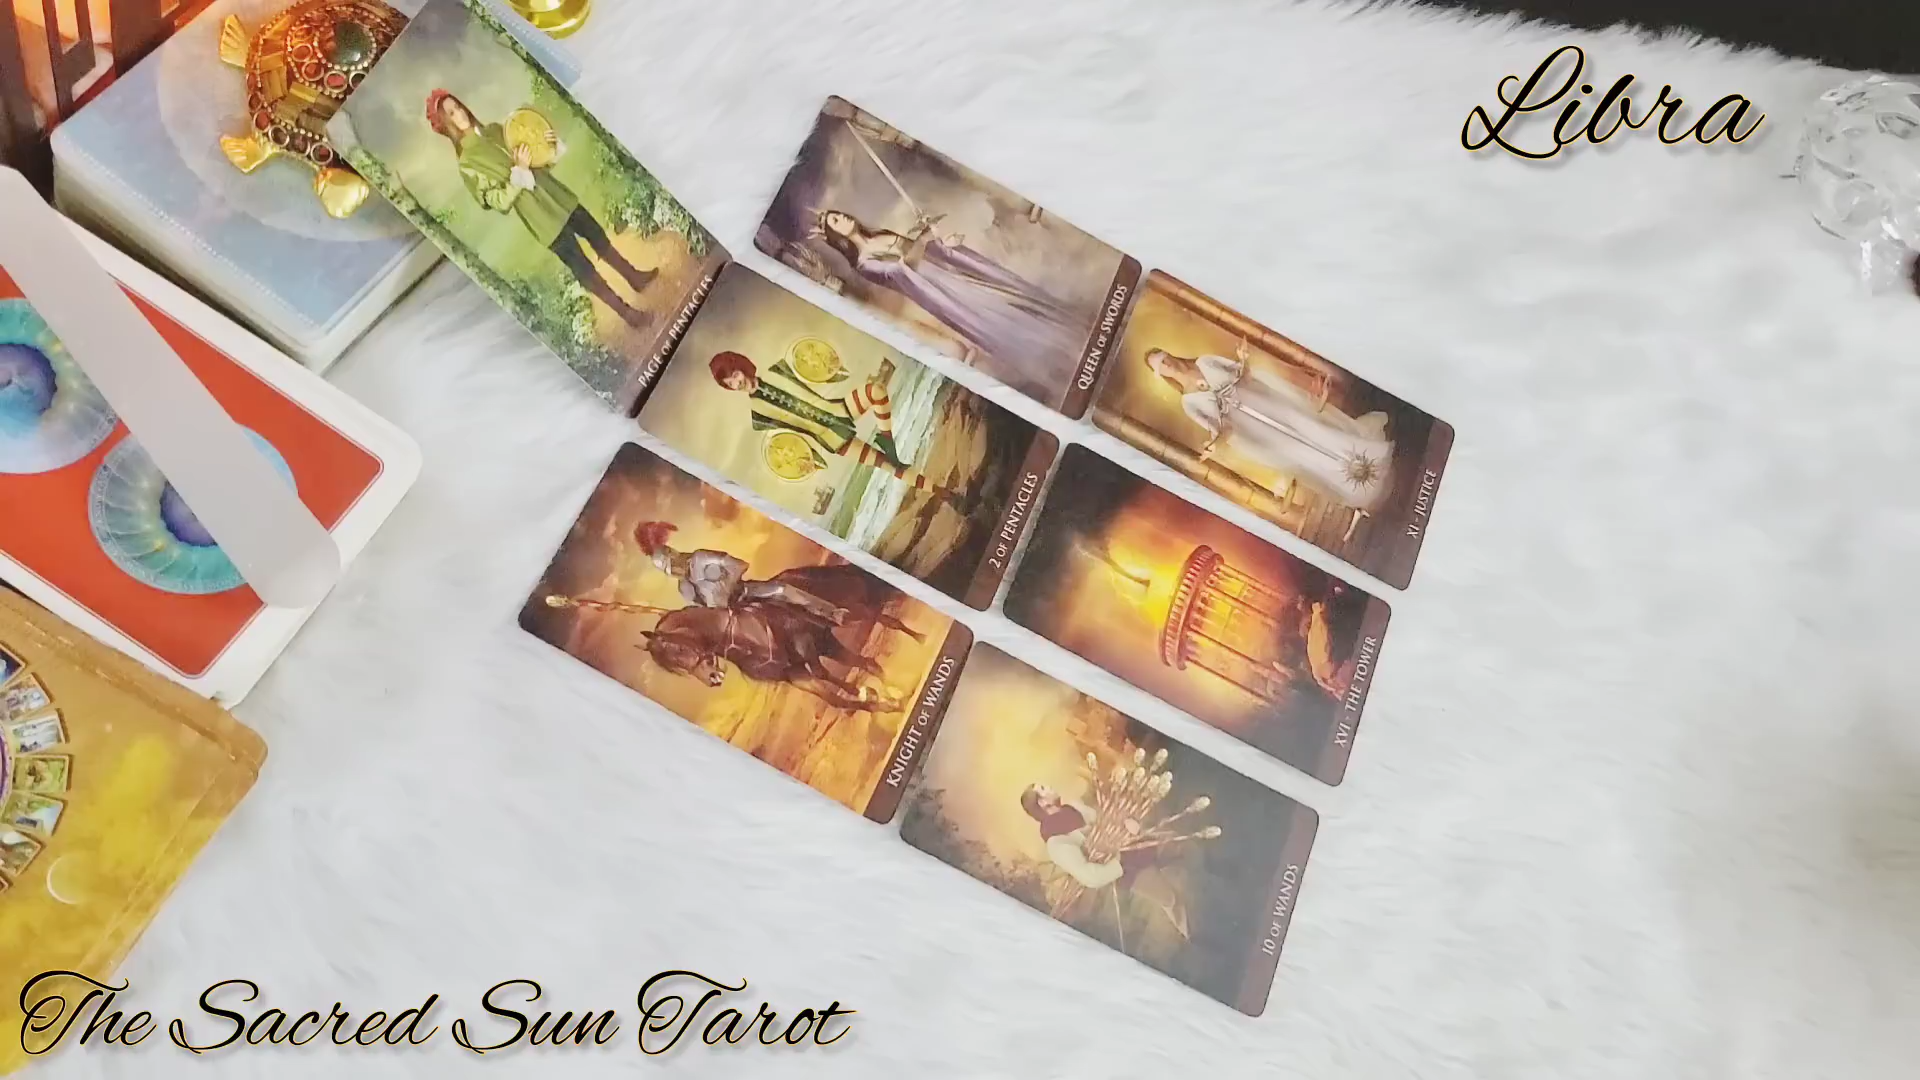 Libra
PAGE OF PENTACLES
QUEEN OF SWORDS
2 OF PENTACLES
XI - JUSTICE
KNIGHT OF WANDS
XVI - THE TOWER
10 OF WANDS
The Sacred Sun Tarot